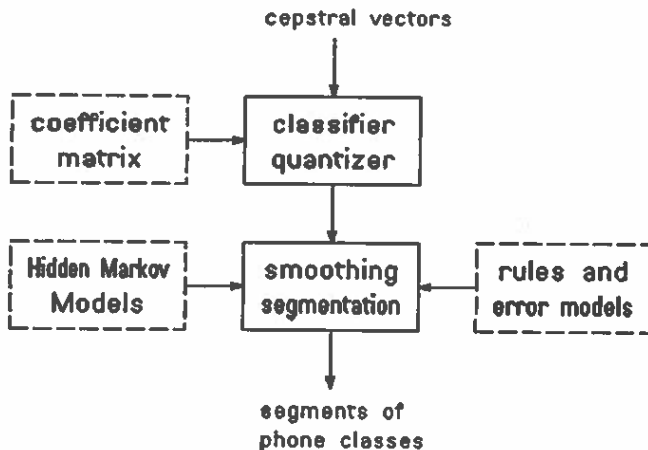 cepstral vectors
coefficient
matrix
classifier
quantizer
Hidden Markov
Models
smoothing
segmentation
rules and
error models
segments of
phone classes